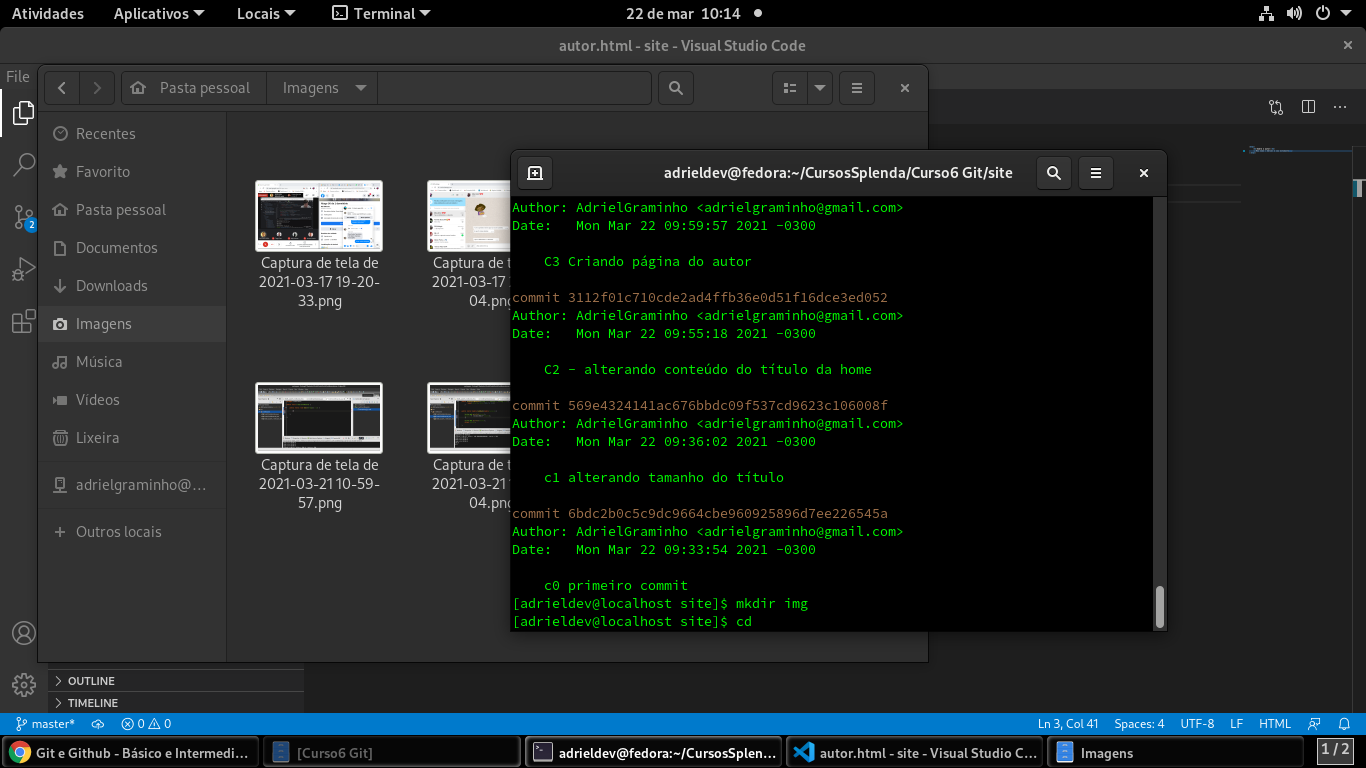 Atividades Aplicativos Locais Terminal 22 de mar 10:14
autor.html - site - Visual Studio Code
File
Pasta pessoal Imagens
Recentes
Favorito
Pasta pessoal
Documentos
Downloads
Imagens
Música
Vídeos
Lixeira
adrielgraminho@...
Outros locais
2
Captura de tela de
2021-03-17 19-20-
33.png
Captura de t
2021-03-17
04.png
Captura de tela de
2021-03-21 10-59-
57.png
Captura de t
2021-03-21 1
04.png
adrieldev@fedora:~/CursosSplenda/Curso6 Git/site
Author: AdrielGraminho <adrielgraminho@gmail.com>
Date:   Mon Mar 22 09:59:57 2021 -0300
C3 Criando página do autor
commit 3112f01c710cde2ad4ffb36e0d51f16dce3ed052
Author: AdrielGraminho <adrielgraminho@gmail.com>
Date:   Mon Mar 22 09:55:18 2021 -0300
C2 - alterando conteúdo do título da home
commit 569e4324141ac676bbdc09f537cd9623c106008f
Author: AdrielGraminho <adrielgraminho@gmail.com>
Date:   Mon Mar 22 09:36:02 2021 -0300
c1 alterando tamanho do título
commit 6bdc2b0c5c9dc9664cbe960925896d7ee226545a
Author: AdrielGraminho <adrielgraminho@gmail.com>
Date:   Mon Mar 22 09:33:54 2021 -0300
c0 primeiro commit
[adrieldev@localhost site]$ mkdir img
[adrieldev@localhost site]$ cd
OUTLINE
TIMELINE
master* 0 0 Ln 3, Col 41 Spaces: 4 UTF-8 LF HTML
Git e Github - Básico e Intermedi... [Curso6 Git] adrieldev@fedora:~/CursosSplen... autor.html - site - Visual Studio C... Imagens 1 / 2